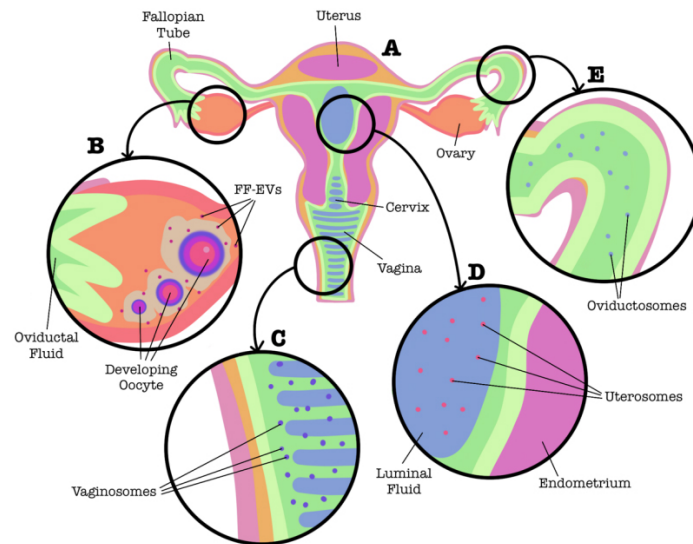 Fallopian
Tube
Uterus
A
E
B
Ovary
FF-EVs
Cervix
Vagina
D
Oviductosomes
Oviductal
Fluid
Developing
Oocyte
C
Uterosomes
Vaginosomes
Luminal
Fluid
Endometrium